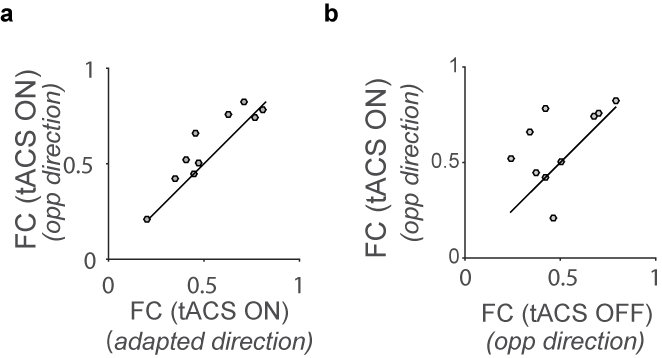 a
FC (tACS ON)
(opp direction)
1
0.5
0
0
0.5
1
FC (tACS ON)
(adapted direction)
b
FC (tACS ON)
(opp direction)
1
0.5
0
0
0.5
1
FC (tACS OFF)
(opp direction)